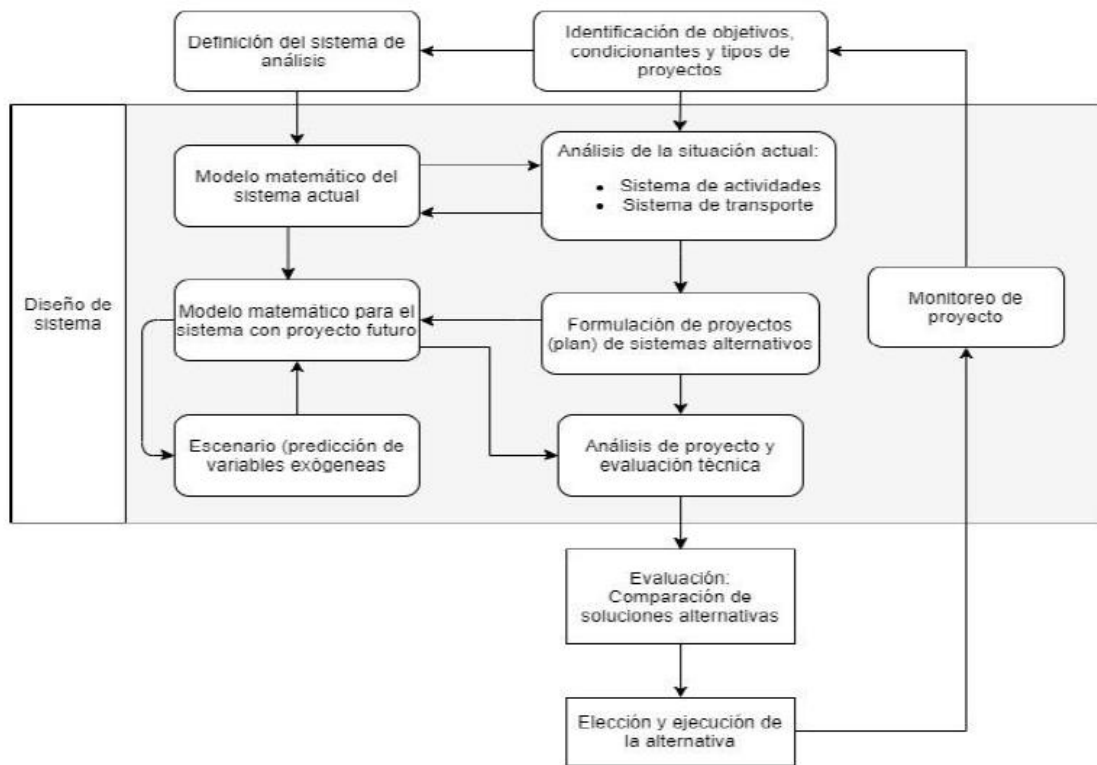 Definición del sistema de
análisis
Identificación de objetivos,
condicionantes y tipos de
proyectos
Modelo matemático del
sistema actual
Análisis de la situación actual:
• Sistema de actividades
• Sistema de transporte
Diseño de
sistema
Modelo matemático para el
sistema con proyecto futuro
Formulación de proyectos
(plan) de sistemas alternativos
Monitoreo de
proyecto
Escenario (predicción de
variables exògeneas
Análisis de proyecto y
evaluación tècnica
Evaluación:
Comparación de
soluciones alternativas
Elección y ejecución de
la alternativa